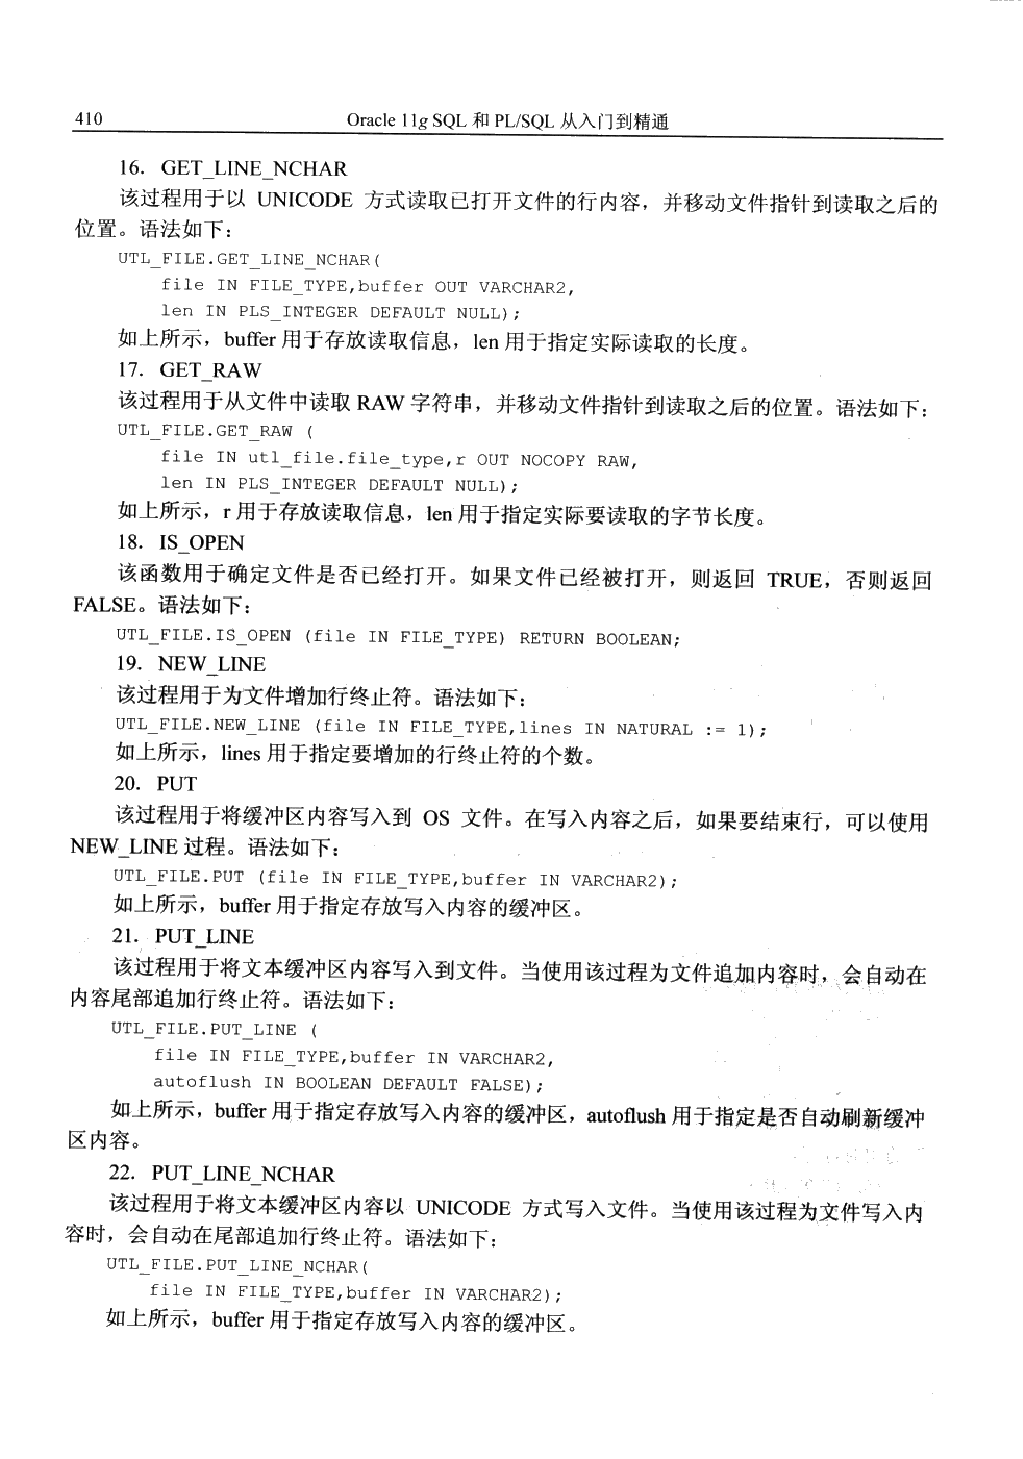 410 Oracle 11g SQL 和 PL/SQL 从入门到精通
16．GET_LINE_NCHAR
该过程用于以 UNICODE 方式读取已打开文件的行内容，并移动文件指针到读取之后的
位置。语法如下：
UTL_FILE.GET_LINE_NCHAR(
file IN FILE_TYPE,buffer OUT VARCHAR2,
len IN PLS_INTEGER DEFAULT NULL);
如上所示，buffer 用于存放读取信息，len 用于指定实际读取的长度。
17．GET_RAW
该过程用于从文件中读取 RAW 字符串，并移动文件指针到读取之后的位置。语法如下：
UTL_FILE.GET_RAW (
file IN utl_file.file_type,r OUT NOCOPY RAW,
len IN PLS_INTEGER DEFAULT NULL);
如上所示，r 用于存放读取信息，len 用于指定实际要读取的字节长度。
18．IS_OPEN
该函数用于确定文件是否已经打开。如果文件已经被打开，则返回 TRUE，否则返回
FALSE。语法如下：
UTL_FILE.IS_OPEN (file IN FILE_TYPE) RETURN BOOLEAN;
19．NEW_LINE
该过程用于为文件增加行终止符。语法如下：
UTL_FILE.NEW_LINE (file IN FILE_TYPE,lines IN NATURAL := 1);
如上所示，lines 用于指定要增加的行终止符的个数。
20．PUT
该过程用于将缓冲区内容写入到 OS 文件。在写入内容之后，如果要结束行，可以使用
NEW_LINE 过程。语法如下：
UTL_FILE.PUT (file IN FILE_TYPE,buffer IN VARCHAR2);
如上所示，buffer 用于指定存放写入内容的缓冲区。
21．PUT_LINE
该过程用于将文本缓冲区内容写入到文件。当使用该过程为文件追加内容时，会自动在
内容尾部追加行终止符。语法如下：
UTL_FILE.PUT_LINE (
file IN FILE_TYPE,buffer IN VARCHAR2,
autoflush IN BOOLEAN DEFAULT FALSE);
如上所示，buffer 用于指定存放写入内容的缓冲区，autoflush 用于指定是否自动刷新缓冲
区内容。
22．PUT_LINE_NCHAR
该过程用于将文本缓冲区内容以 UNICODE 方式写入文件。当使用该过程为文件写入内
容时，会自动在尾部追加行终止符。语法如下：
UTL_FILE.PUT_LINE_NCHAR(
file IN FILE_TYPE,buffer IN VARCHAR2);
如上所示，buffer 用于指定存放写入内容的缓冲区。